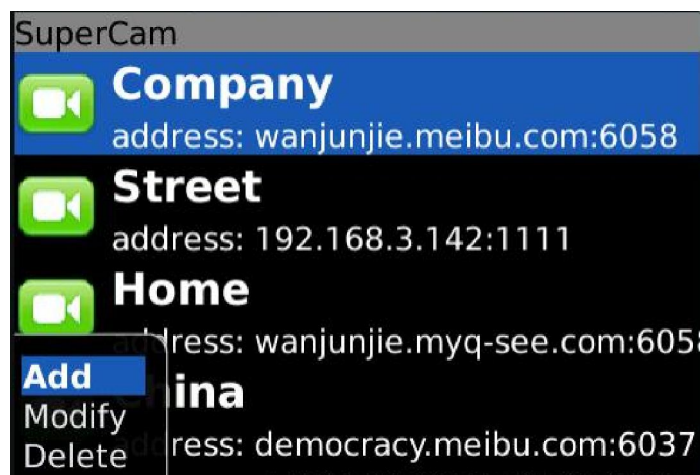 SuperCam
Company
address: wanjunjie.meibu.com:6058
Street
address: 192.168.3.142:1111
Home
address: wanjunjie.myq-see.com:605
Add
Modify
Delete
ina
ress: democracy.meibu.com:6037